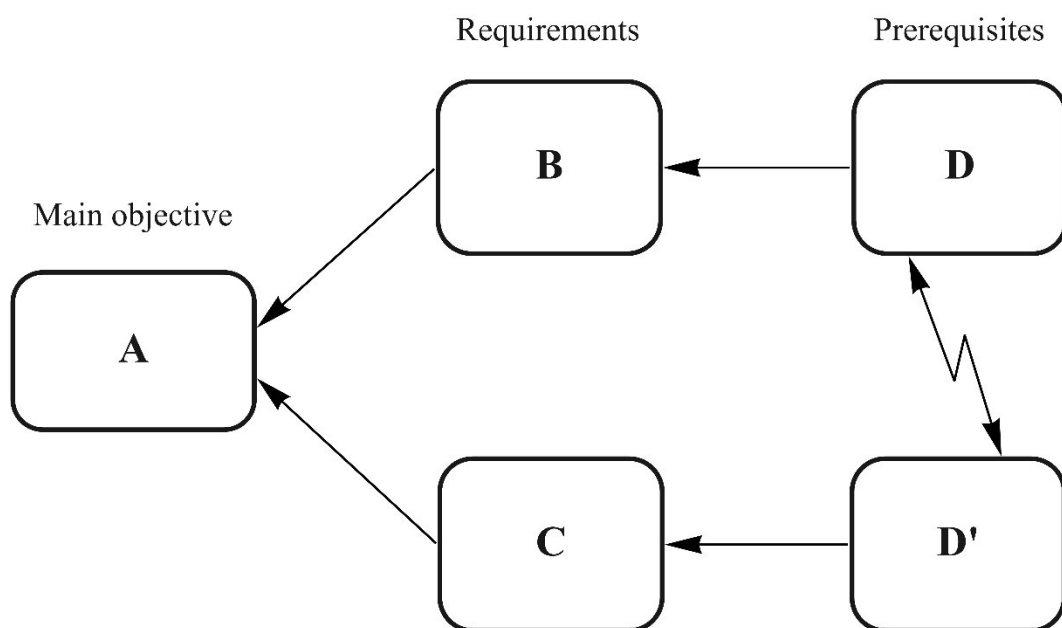 Requirements
Prerequisites
B
D
Main objective
A
C
D'